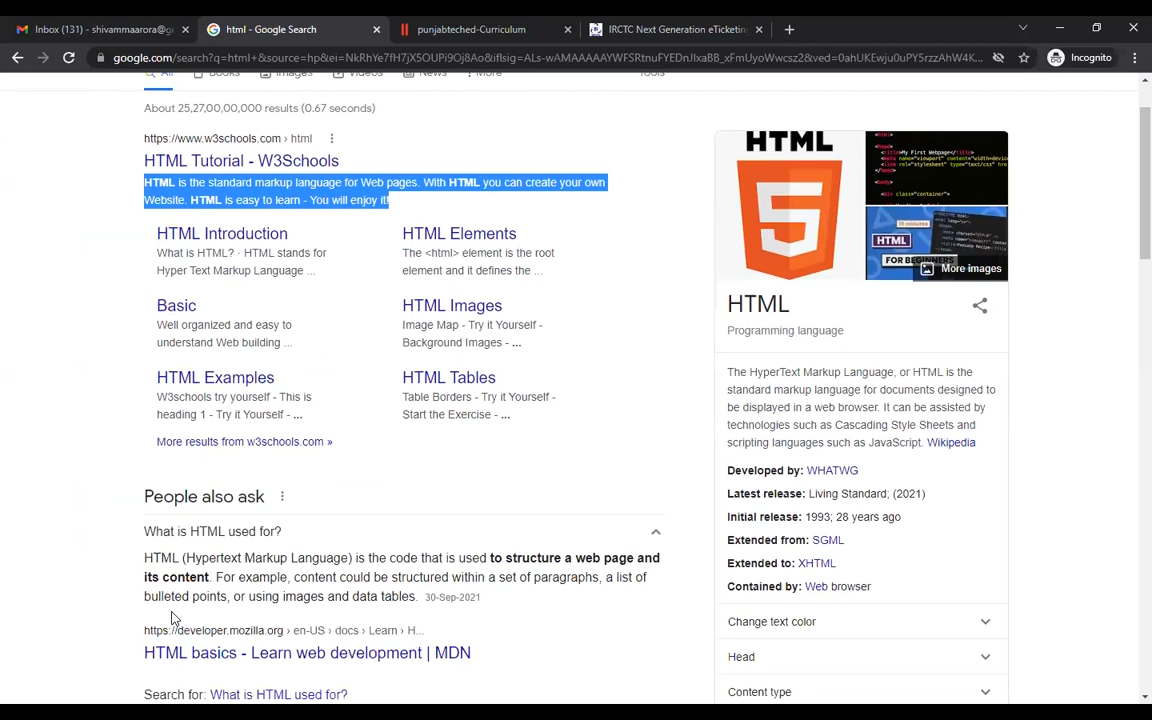 Inbox (131) - shivammaarora@g
html - Google Search
punjabteched-Curriculum
IRCTC Next Generation eTicketin
google.com/search?q=html+&source=hp&ei=NkRhYe7fH7jX5OUPi9Oj8Ao&iflsig=ALs-wAMAAAAAYWFSRtnuFYEDnJlxaBB_xFmUyoWwcsz2&ved=0ahUKEwju0uPY5rzzAhW4K...
Incognito
All
Books
Images
Videos
News
More
Tools
About 25,27,00,00,000 results (0.67 seconds)
https://www.w3schools.com › html
HTML Tutorial - W3Schools
HTML is the standard markup language for Web pages. With HTML you can create your own
Website. HTML is easy to learn - You will enjoy it!
HTML Introduction
What is HTML? · HTML stands for
Hyper Text Markup Language ...
HTML Elements
The <html> element is the root
element and it defines the ...
Basic
Well organized and easy to
understand Web building ...
HTML Images
Image Map - Try it Yourself -
Background Images - ...
HTML Examples
W3schools try yourself - This is
heading 1 - Try it Yourself - ...
HTML Tables
Table Borders - Try it Yourself -
Start the Exercise - ...
More results from w3schools.com »
People also ask
What is HTML used for?
HTML (Hypertext Markup Language) is the code that is used to structure a web page and
its content. For example, content could be structured within a set of paragraphs, a list of
bulleted points, or using images and data tables. 30-Sep-2021
https://developer.mozilla.org › en-US › docs › Learn › H...
HTML basics - Learn web development | MDN
Search for: What is HTML used for?
HTML
5
HTML
FOR BEGINNERS
More images
HTML
Programming language
The HyperText Markup Language, or HTML is the
standard markup language for documents designed to
be displayed in a web browser. It can be assisted by
technologies such as Cascading Style Sheets and
scripting languages such as JavaScript. Wikipedia
Developed by: WHATWG
Latest release: Living Standard; (2021)
Initial release: 1993; 28 years ago
Extended from: SGML
Extended to: XHTML
Contained by: Web browser
Change text color
Head
Content type